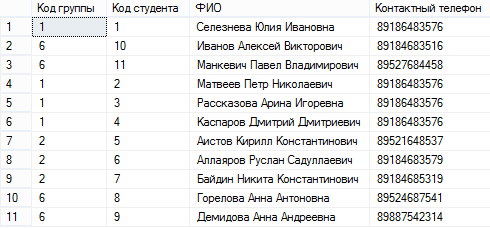 Код группы Код студента ФИО Контактный телефон
1 1 1 Селезнева Юлия Ивановна 89186483576
2 6 10 Иванов Алексей Викторович 89184683516
3 6 11 Манкевич Павел Владимирович 89527684458
4 1 2 Матвеев Петр Николаевич 89186483576
5 1 3 Рассказова Арина Игоревна 89186483576
6 1 4 Каспаров Дмитрий Дмитриевич 89186483576
7 2 5 Аистов Кирилл Константинович 89521648537
8 2 6 Аллаяров Руслан Садуллаевич 89186483579
9 2 7 Байдин Никита Константинович 89184685319
10 6 8 Горелова Анна Антоновна 89524687541
11 6 9 Демидова Анна Андреевна 89887542314